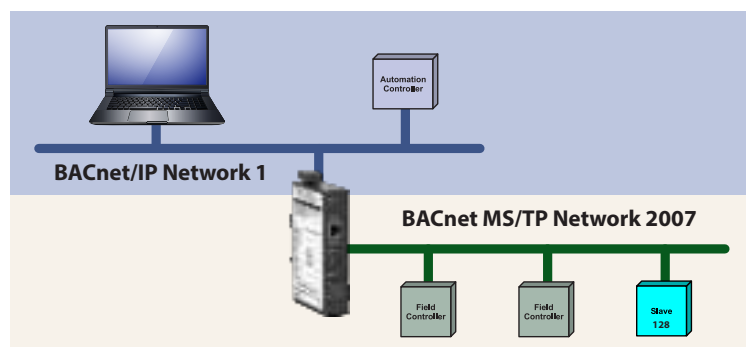 Automation
Controller
BACnet/IP Network 1
BACnet MS/TP Network 2007
Field
Controller
Field
Controller
Slave
128